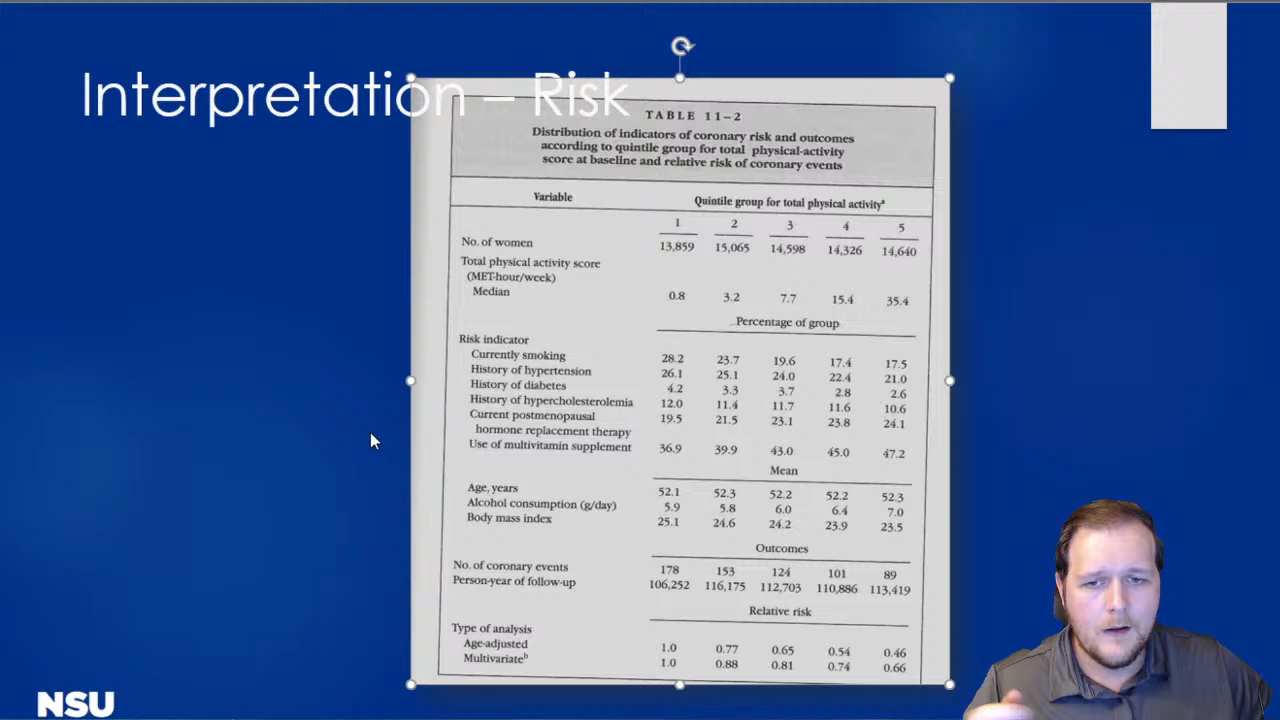 Interpretation – Risk
TABLE 11–2
Distribution of indicators of coronary risk and outcomes
according to quintile group for total physical-activity
score at baseline and relative risk of coronary events
Variable Quintile group for total physical activityᵃ
1 2 3 4 5
No. of women 13,859 15,065 14,598 14,326 14,640
Total physical activity score
(MET-hour/week)
Median 0.8 3.2 7.7 15.4 35.4
Percentage of group
Risk indicator
Currently smoking 28.2 23.7 19.6 17.4 17.5
History of hypertension 26.1 25.1 24.0 22.4 21.0
History of diabetes 4.2 3.3 3.7 2.8 2.6
History of hypercholesterolemia 12.0 11.4 11.7 11.6 10.6
Current postmenopausal 19.5 21.5 23.1 23.8 24.1
hormone replacement therapy
Use of multivitamin supplement 36.9 39.9 43.0 45.0 47.2
Mean
Age, years 52.1 52.3 52.2 52.2 52.3
Alcohol consumption (g/day) 5.9 5.8 6.0 6.4 7.0
Body mass index 25.1 24.6 24.2 23.9 23.5
Outcomes
No. of coronary events 178 153 124 101 89
Person-year of follow-up 106,252 116,175 112,703 110,886 113,419
Relative risk
Type of analysis
Age-adjusted 1.0 0.77 0.65 0.54 0.46
Multivariateᵇ 1.0 0.88 0.81 0.74 0.66
NSU